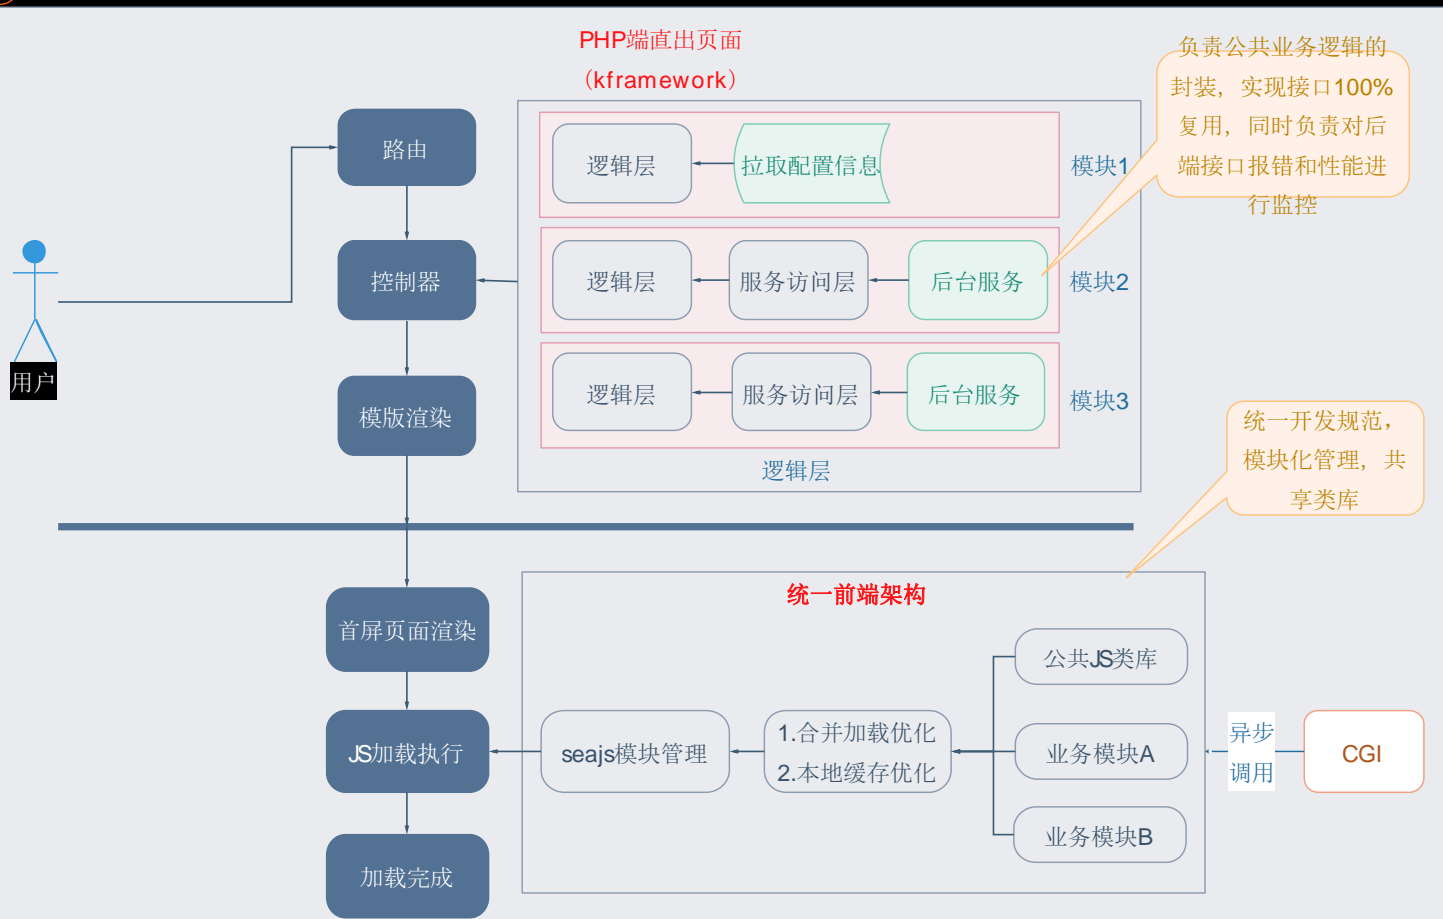 PHP端直出页面
（kframework）
负责公共业务逻辑的
封装，实现接口100%
复用，同时负责对后
端接口报错和性能进
行监控
路由
逻辑层
拉取配置信息
模块1
控制器
逻辑层
服务访问层
后台服务
模块2
用户
模版渲染
逻辑层
服务访问层
后台服务
模块3
逻辑层
统一开发规范，
模块化管理，共
享类库
统一前端架构
首屏页面渲染
公共JS类库
JS加载执行
seajs模块管理
1.合并加载优化
2.本地缓存优化
业务模块A
异步
调用
CGI
业务模块B
加载完成